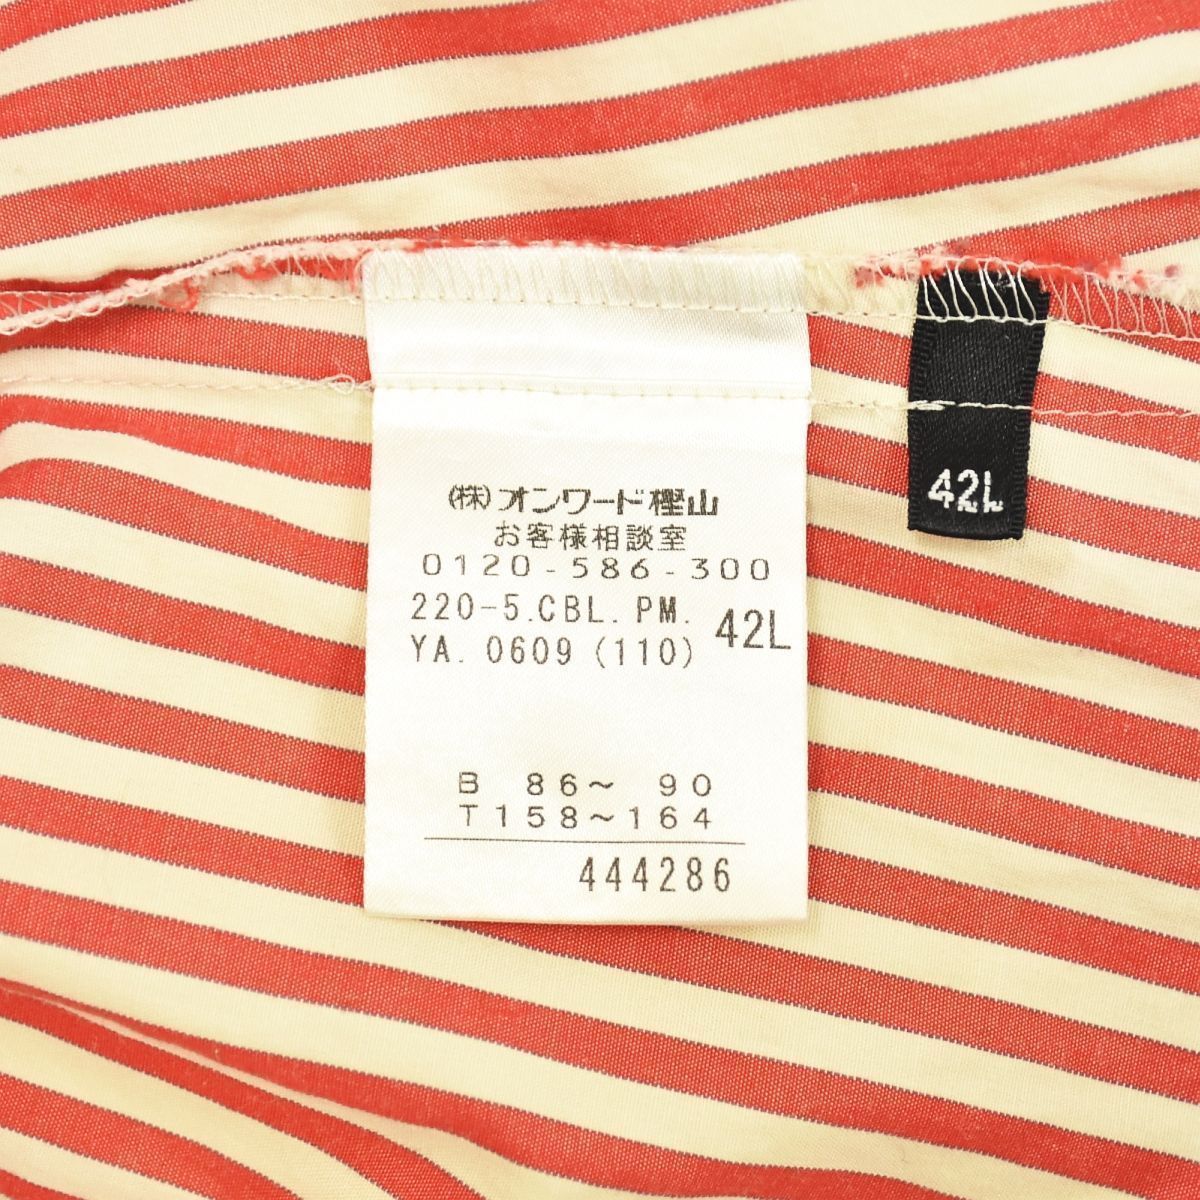 (株)オンワード樫山
お客様相談室
0120-586-300
220-5.CBL.PM.
YA.0609(110)
42L
B 86～ 90
T158～164
444286
42L